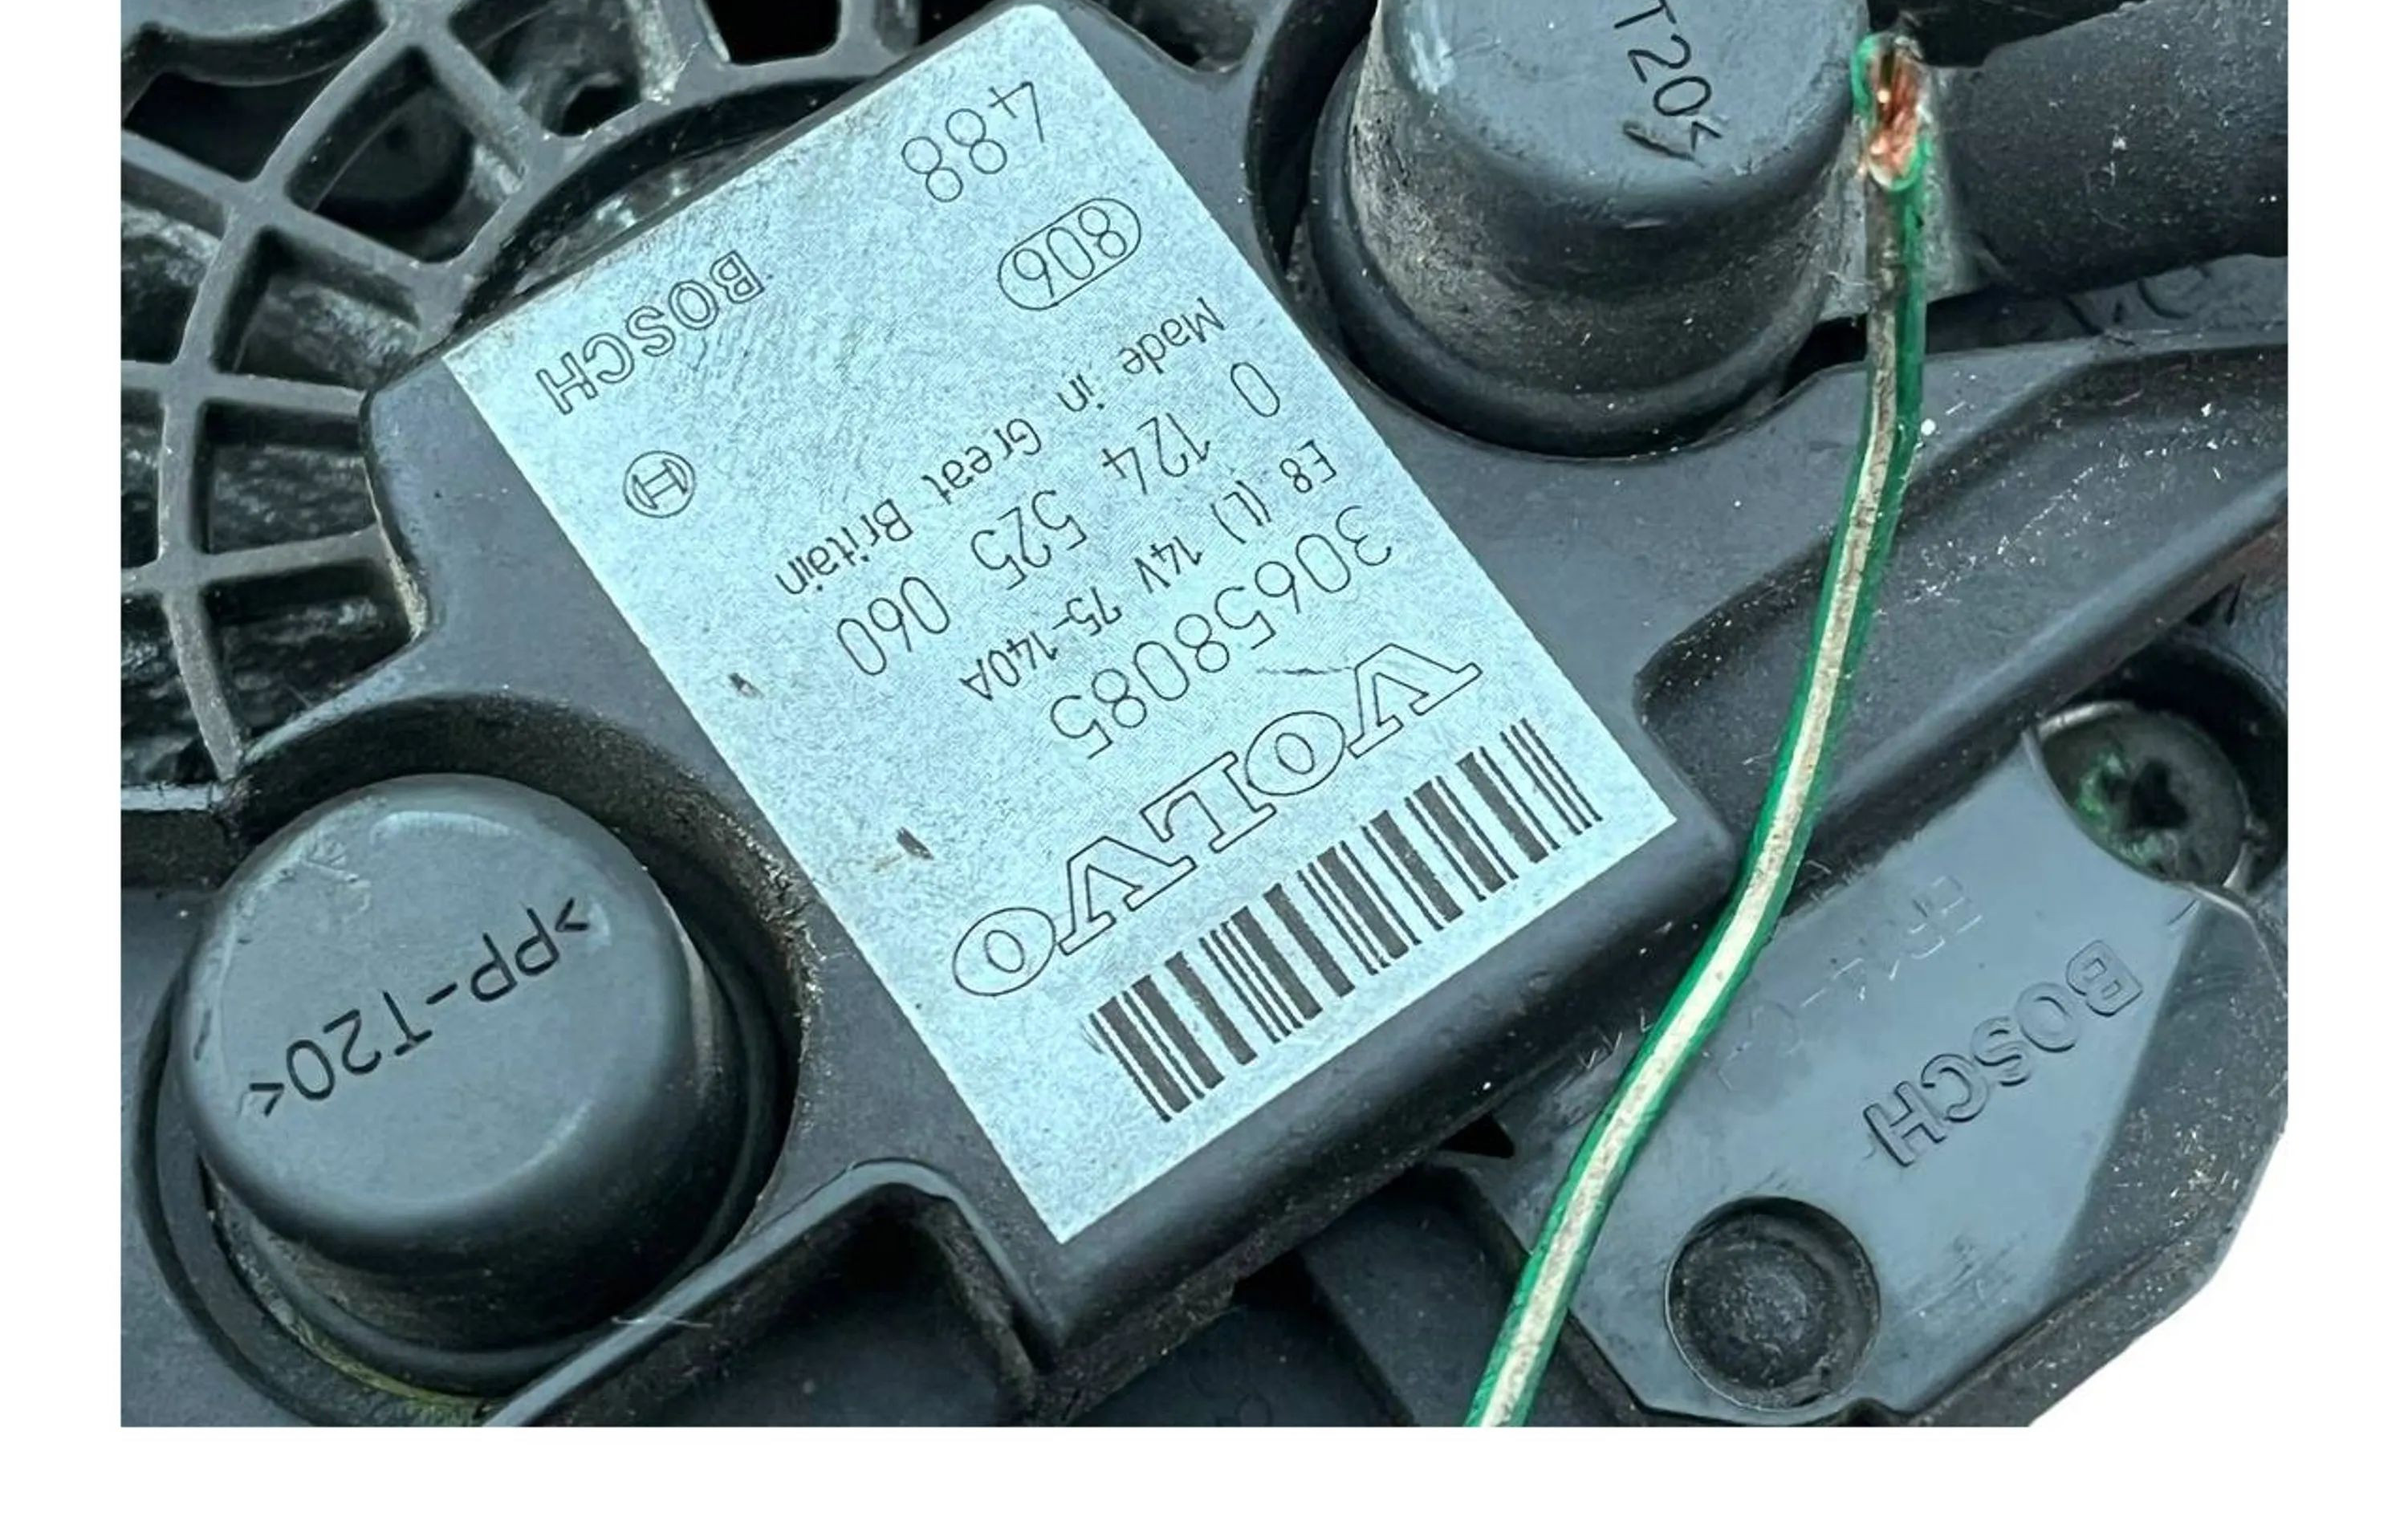 VOLVO
30658085
E8 (L) 14V 75-140A
0 124 525 060
Made in Great Britain
806
488
BOSCH
>PP-T20<
T20<
BOSCH